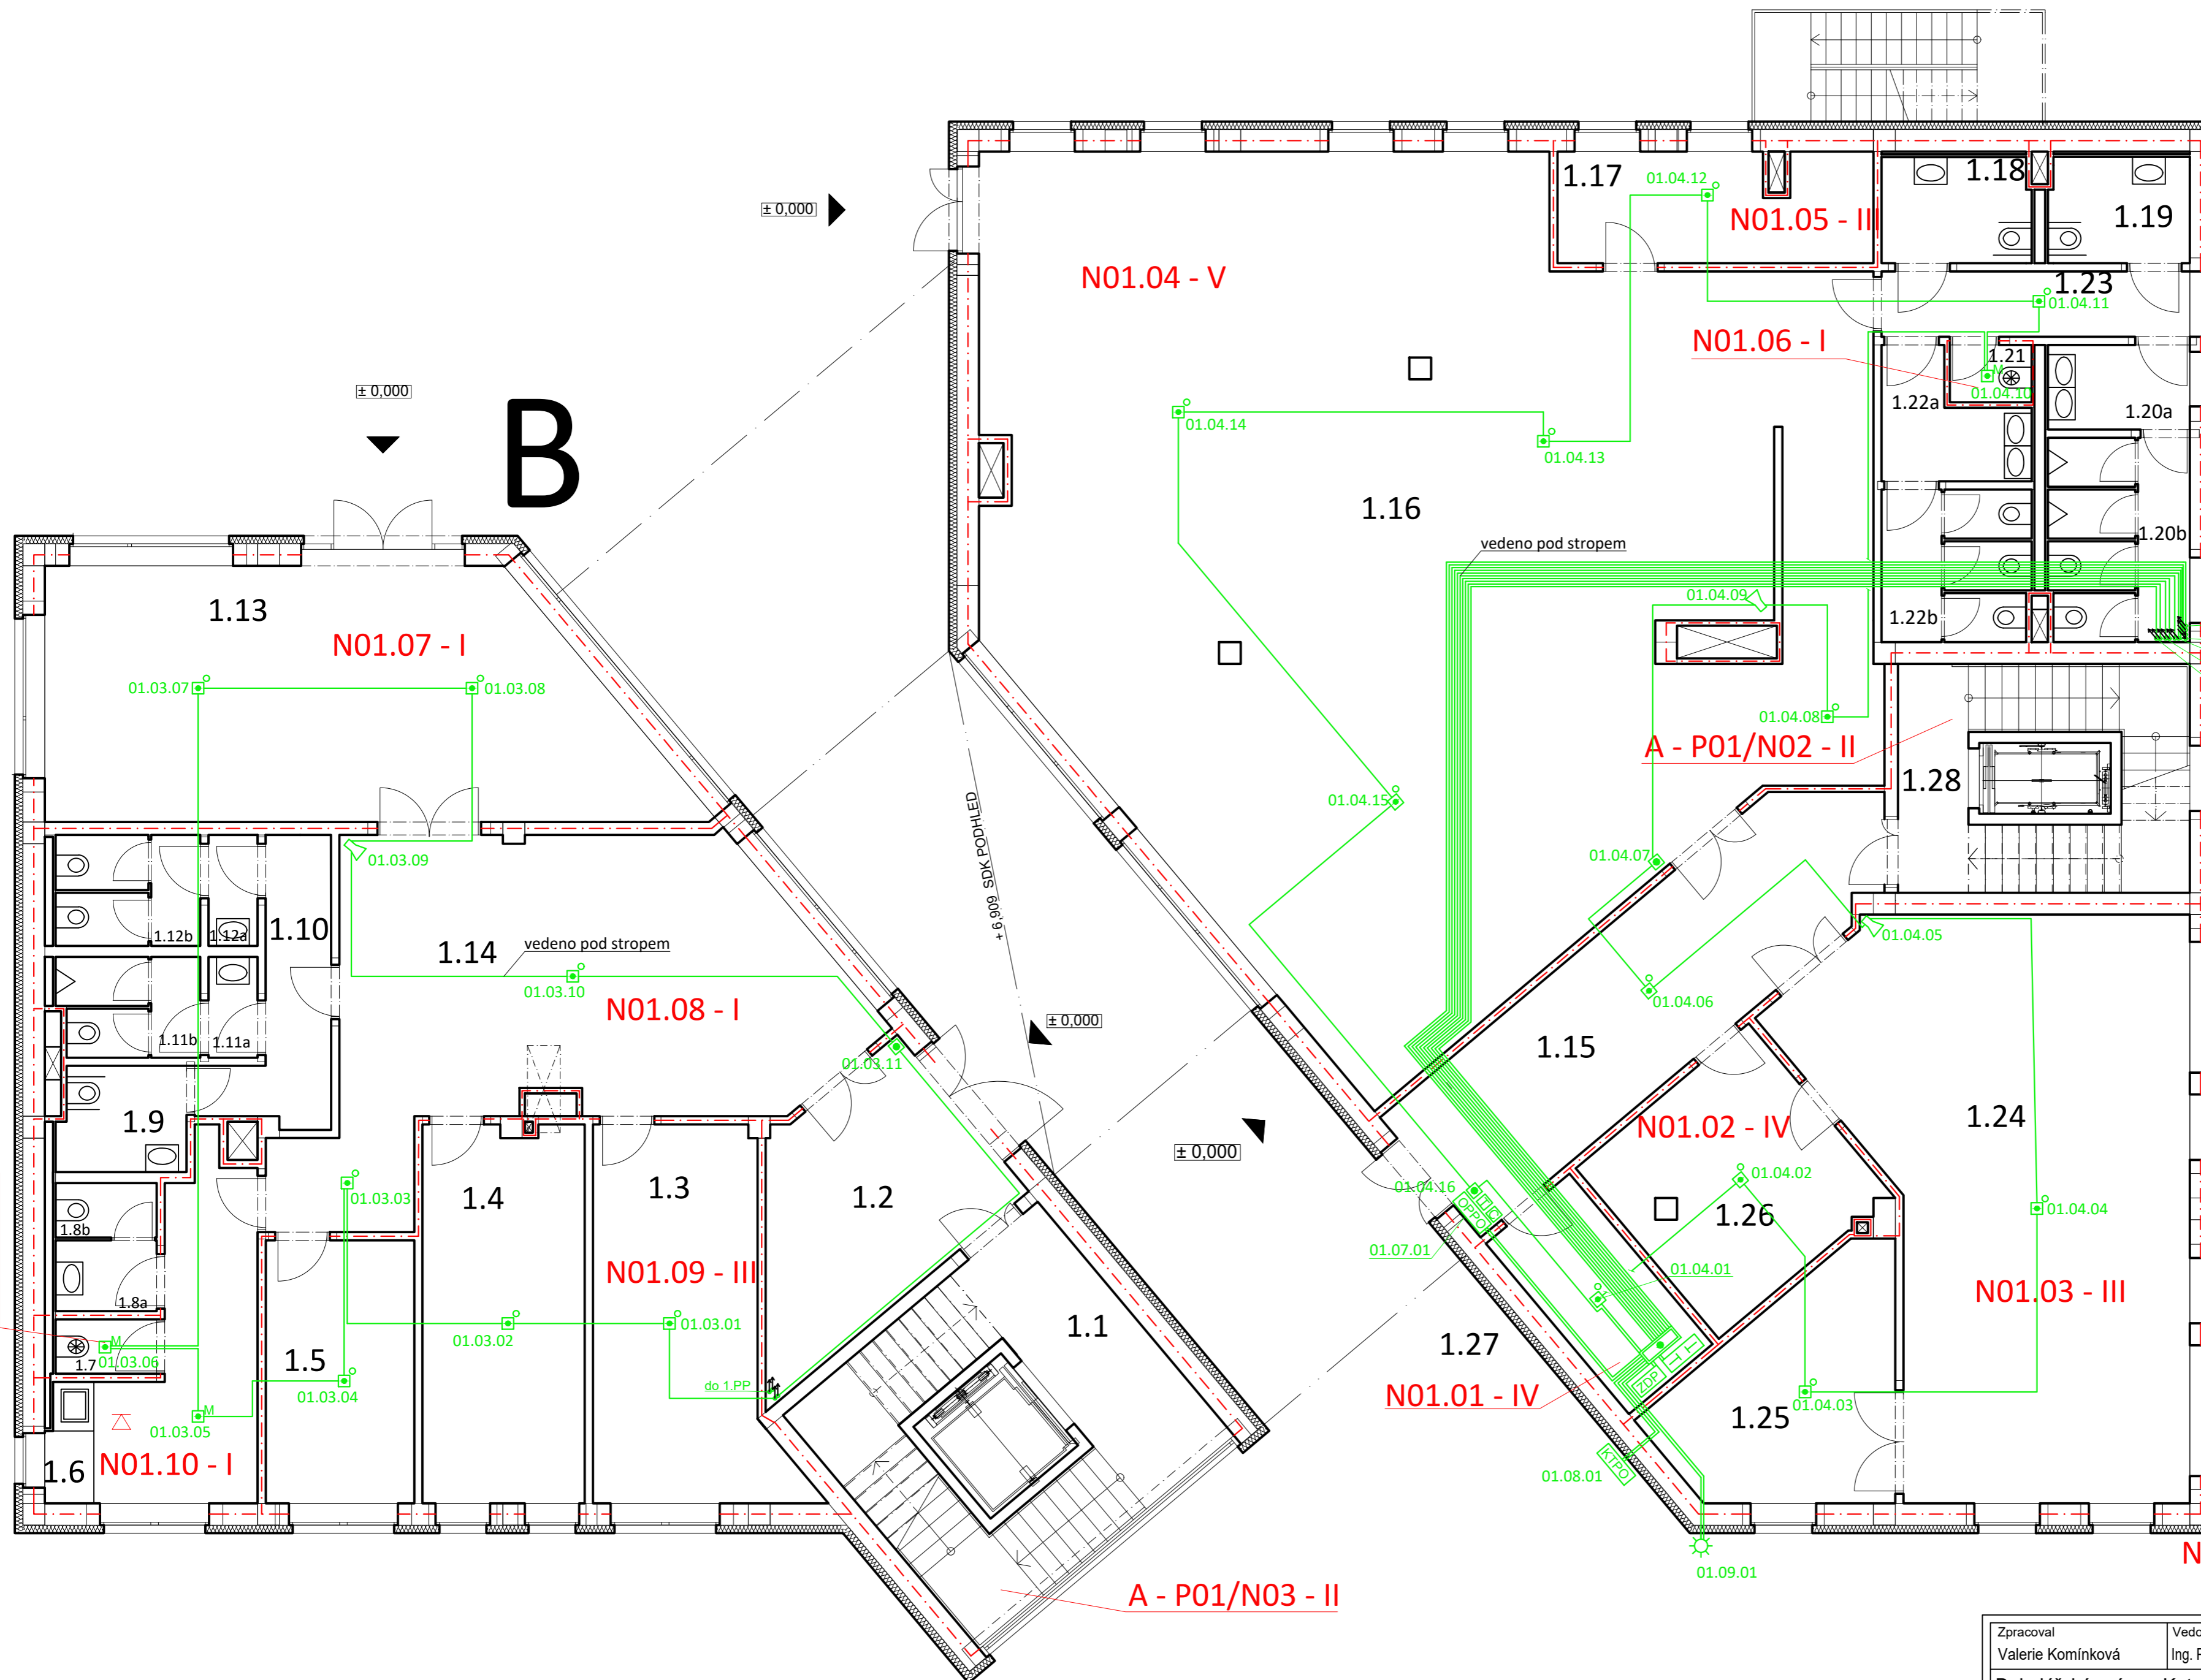 1.17
01.04.12
1.18
1.19
N01.05 - III
± 0,000
N01.04 - V
1.23
01.04.11
N01.06 - I
1.21
M
01.04.10
± 0,000
B
1.22a
1.20a
01.04.14
01.04.13
1.16
1.20b
vedeno pod stropem
01.04.09
1.22b
1.13
N01.07 - I
01.03.07
01.03.08
01.04.08
A - P01/N02 - II
1.28
+ 6,909 SDK PODHLED
01.04.15
01.03.09
01.04.07
1.12b
1.12a
1.10
1.14
vedeno pod stropem
01.04.05
01.03.10
01.04.06
N01.08 - I
± 0,000
1.11b
1.11a
01.03.11
1.15
1.9
N01.02 - IV
1.24
± 0,000
01.03.03
1.4
1.3
1.2
01.04.16
OPPO
01.04.02
1.26
01.04.04
1.8b
01.07.01
N01.09 - III
01.04.01
1.8a
N01.03 - III
01.03.02
01.03.01
1.1
1.27
M
01.03.06
1.7
1.5
do 1.PP
01.03.04
ZDP
N01.01 - IV
01.04.03
M
01.03.05
1.25
1.6
N01.10 - I
KTPO
01.08.01
01.09.01
A - P01/N03 - II
Zpracoval
Valerie Komínková